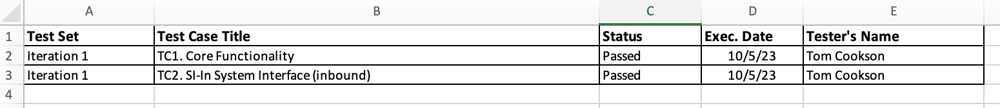 A B C D E
1 Test Set Test Case Title Status Exec. Date Tester's Name
2 Iteration 1 TC1. Core Functionality Passed 10/5/23 Tom Cookson
3 Iteration 1 TC2. SI-In System Interface (inbound) Passed 10/5/23 Tom Cookson
4